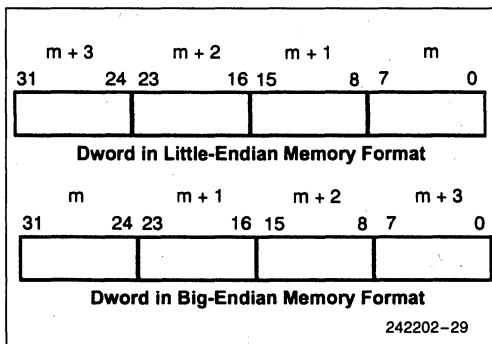 m + 3 m + 2 m + 1 m
31 24 23 16 15 8 7 0
Dword in Little-Endian Memory Format
m m + 1 m + 2 m + 3
31 24 23 16 15 8 7 0
Dword in Big-Endian Memory Format
242202-29